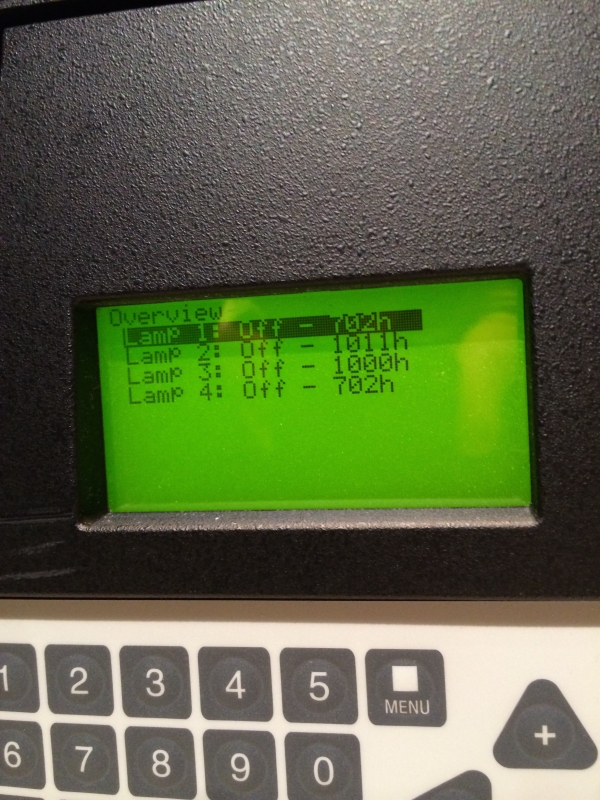 Overview
Lamp 1: Off - 702h
Lamp 2: Off - 1011h
Lamp 3: Off - 1000h
Lamp 4: Off - 702h
1 2 3 4 5 MENU
+
6 7 8 9 0